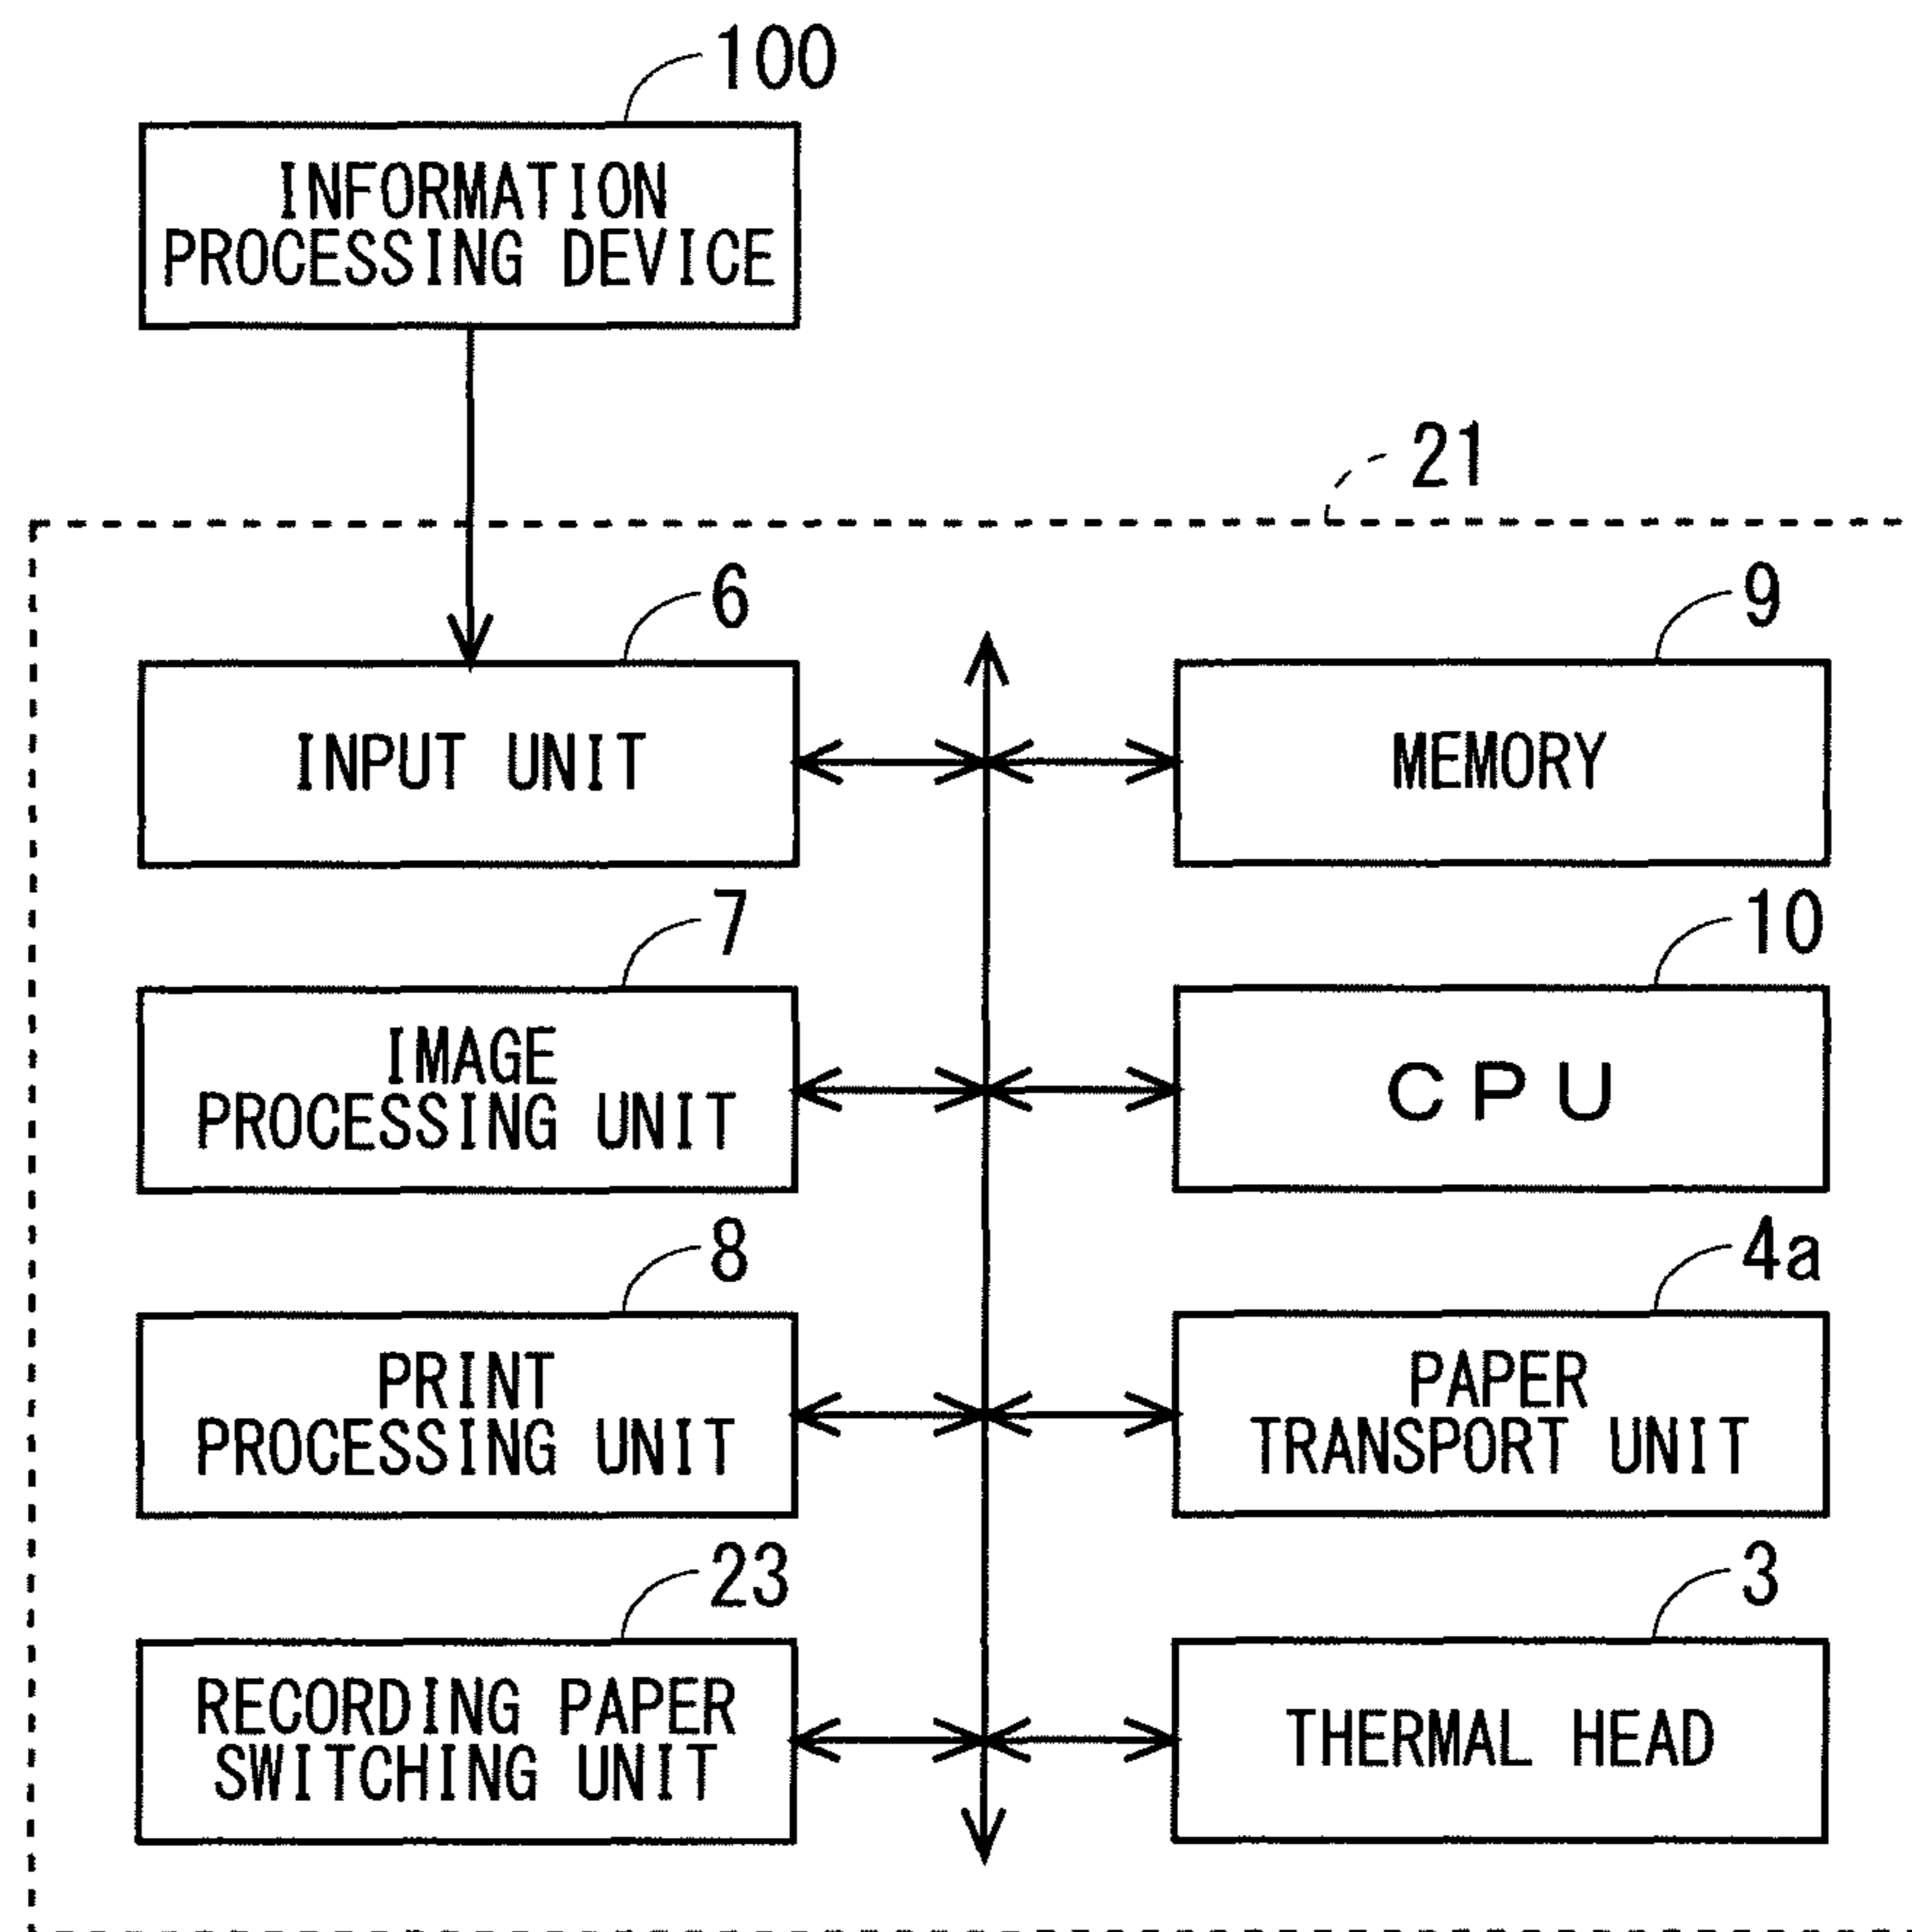 100
INFORMATION
PROCESSING DEVICE
21
6
INPUT UNIT
9
MEMORY
7
IMAGE
PROCESSING UNIT
10
CPU
8
PRINT
PROCESSING UNIT
4a
PAPER
TRANSPORT UNIT
23
RECORDING PAPER
SWITCHING UNIT
3
THERMAL HEAD